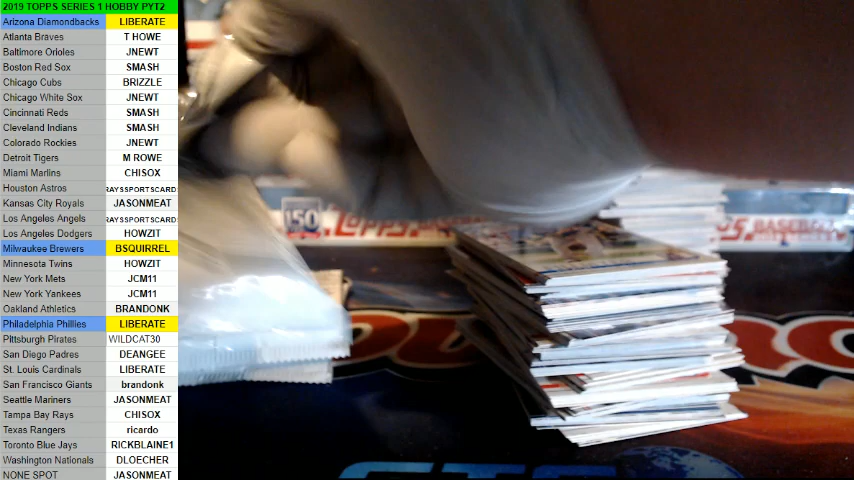 2019 TOPPS SERIES 1 HOBBY PYT2
Arizona Diamondbacks LIBERATE
Atlanta Braves T HOWE
Baltimore Orioles JNEWT
Boston Red Sox SMASH
Chicago Cubs BRIZZLE
Chicago White Sox JNEWT
Cincinnati Reds SMASH
Cleveland Indians SMASH
Colorado Rockies JNEWT
Detroit Tigers M ROWE
Miami Marlins CHISOX
Houston Astros RAYSSPORTSCARD
Kansas City Royals JASONMEAT
Los Angeles Angels RAYSSPORTSCARD
Los Angeles Dodgers HOWZIT
Milwaukee Brewers BSQUIRREL
Minnesota Twins HOWZIT
New York Mets JCM11
New York Yankees JCM11
Oakland Athletics BRANDONK
Philadelphia Phillies LIBERATE
Pittsburgh Pirates WILDCAT30
San Diego Padres DEANGEE
St. Louis Cardinals LIBERATE
San Francisco Giants brandonk
Seattle Mariners JASONMEAT
Tampa Bay Rays CHISOX
Texas Rangers ricardo
Toronto Blue Jays RICKBLAINE1
Washington Nationals DLOECHER
NONE SPOT JASONMEAT
150 TOPPS
PS BASEBALL